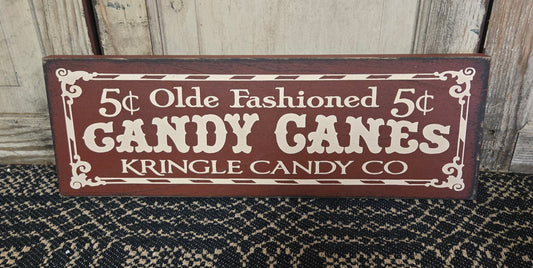 5¢ Olde Fashioned 5¢
CANDY CANES
KRINGLE CANDY CO